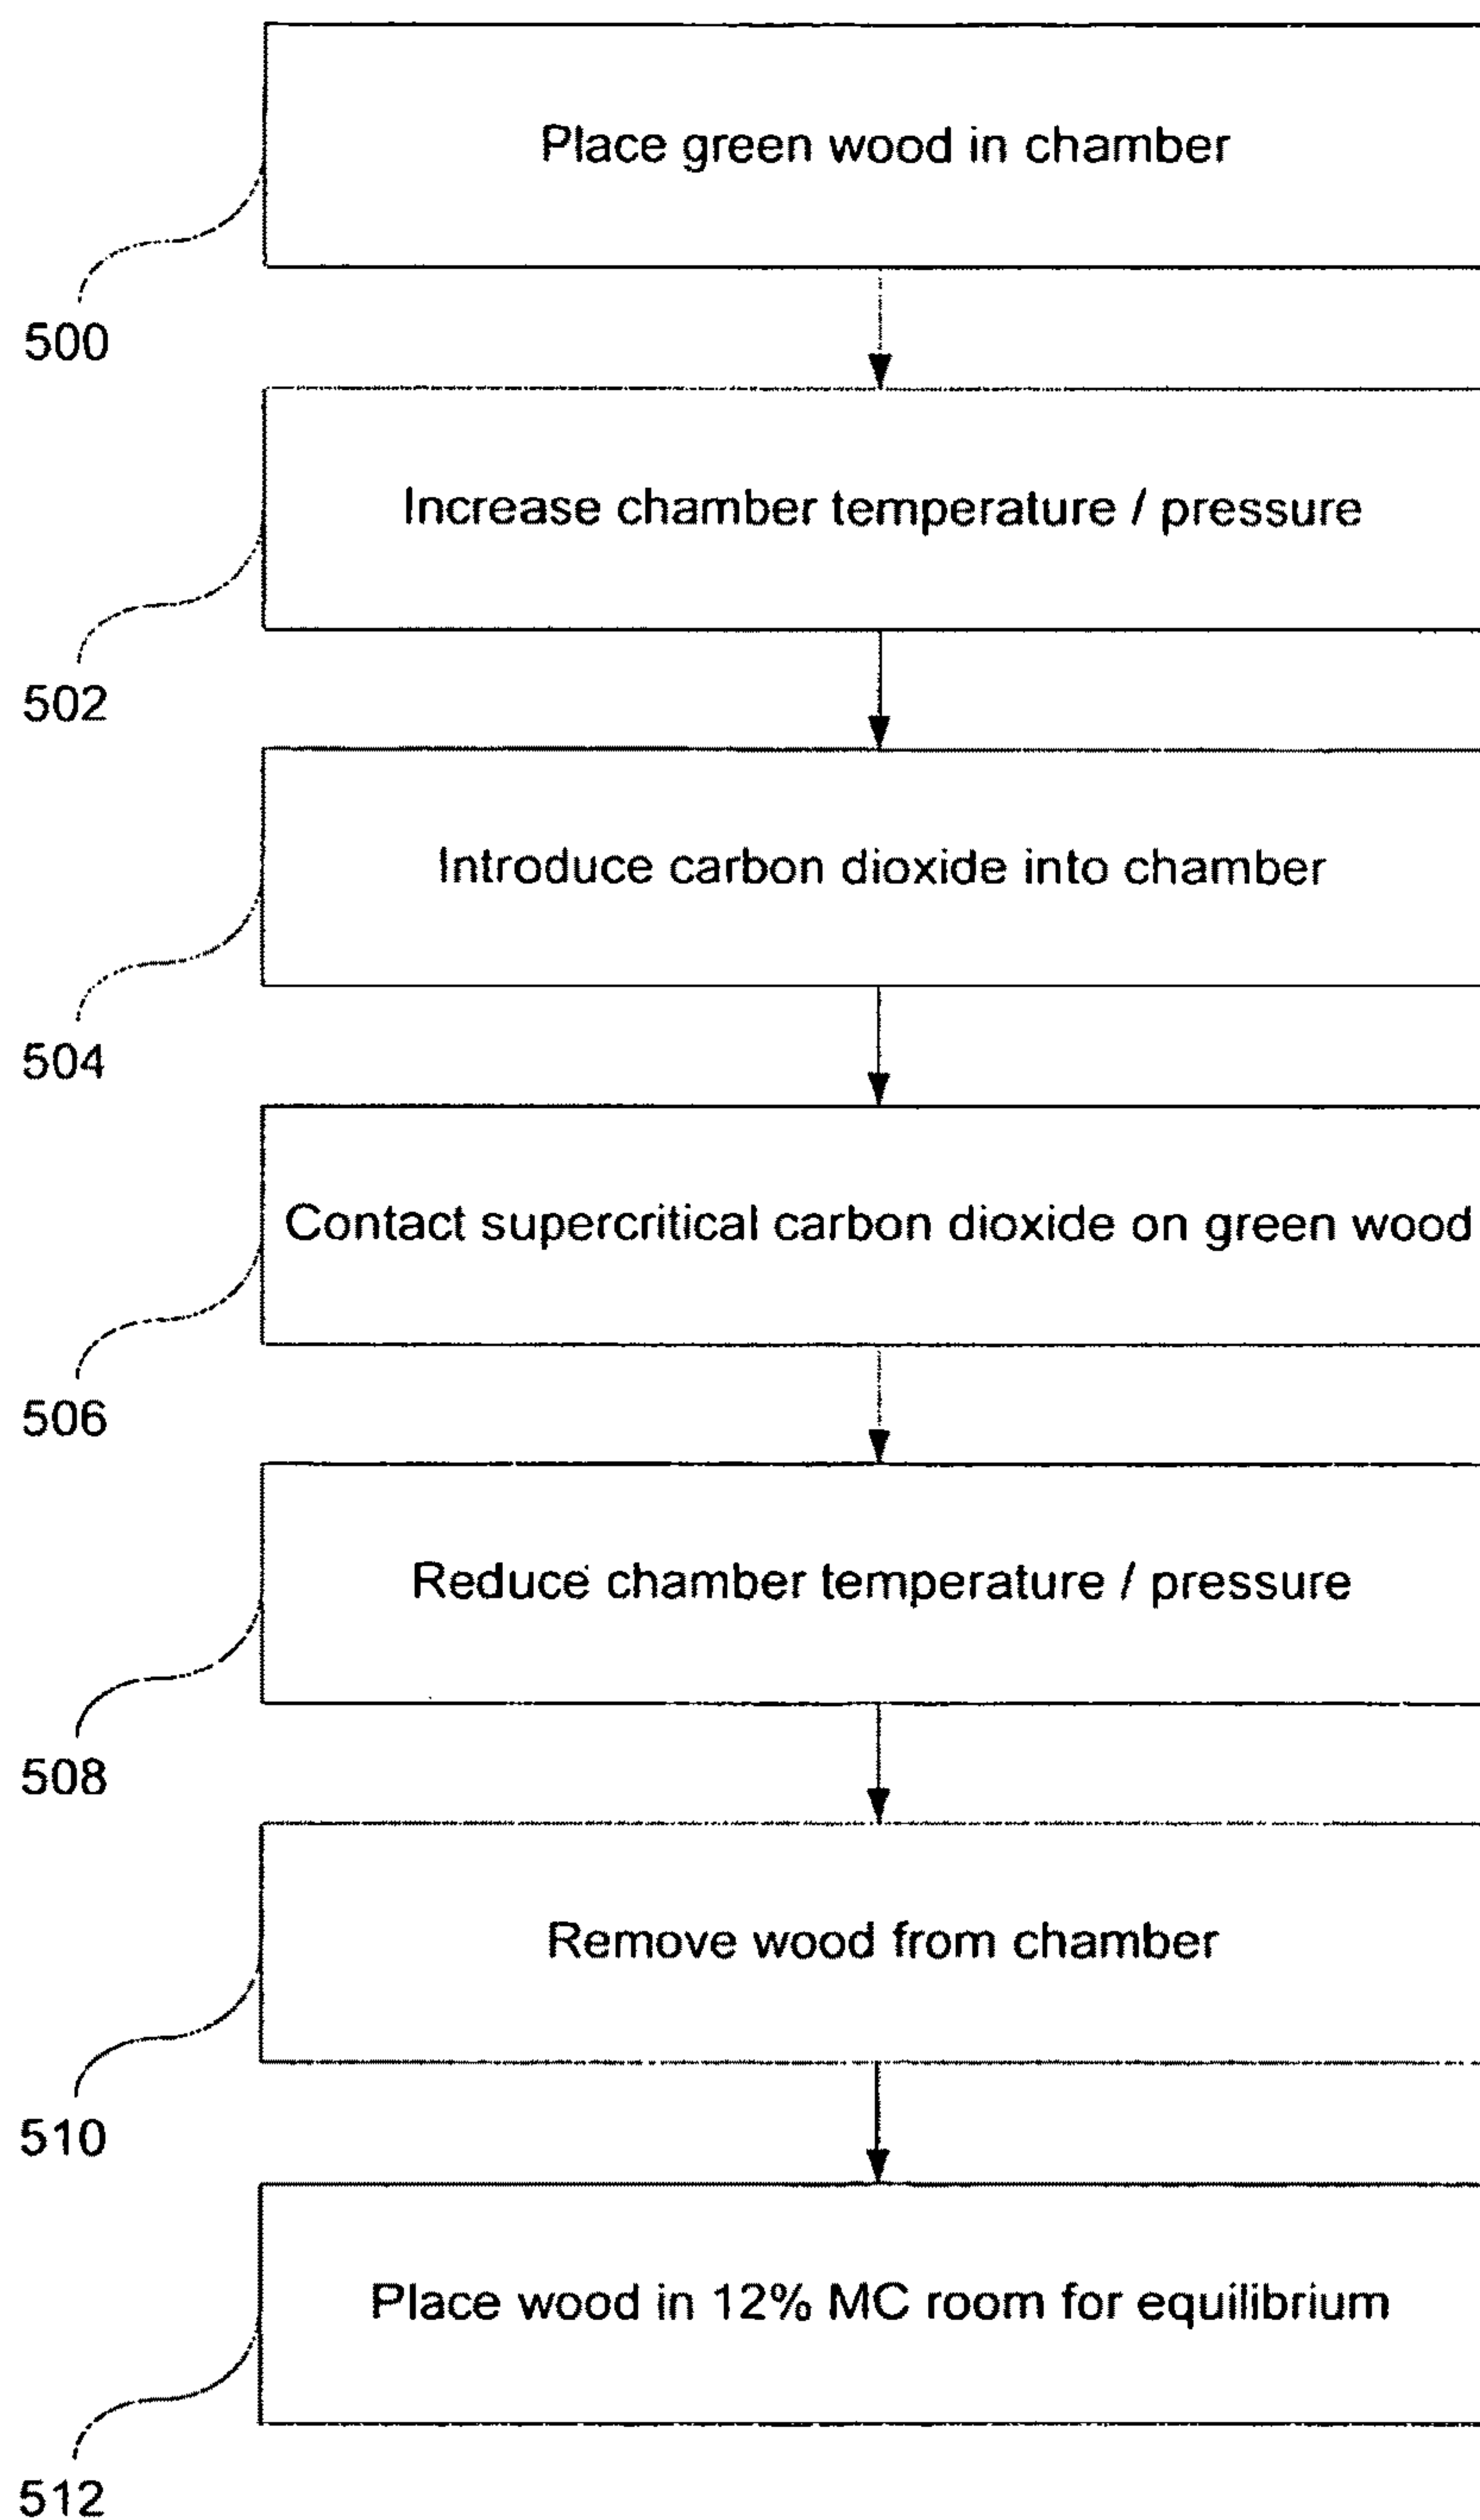 Place green wood in chamber
500
Increase chamber temperature / pressure
502
Introduce carbon dioxide into chamber
504
Contact supercritical carbon dioxide on green wood
506
Reduce chamber temperature / pressure
508
Remove wood from chamber
510
Place wood in 12% MC room for equilibrium
512